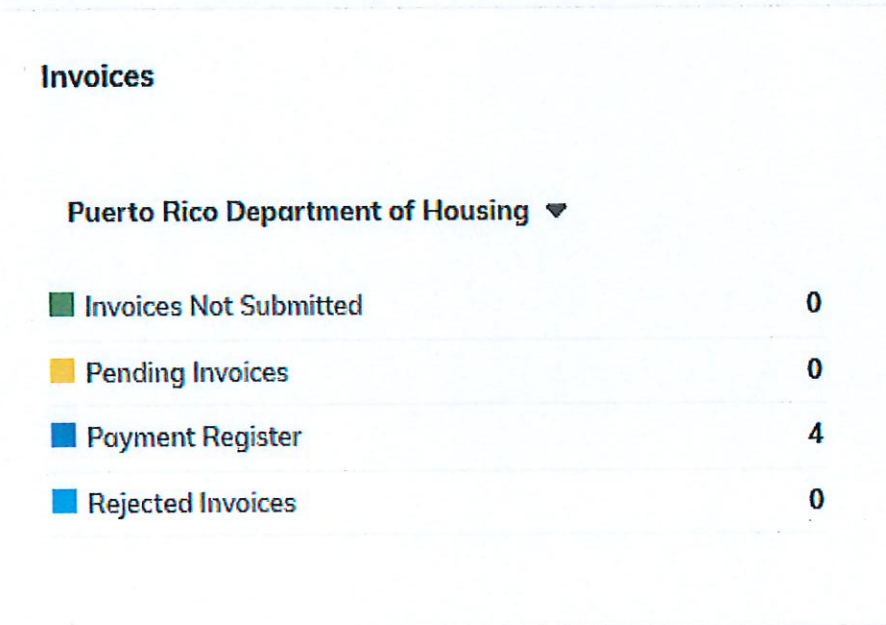 Invoices
Puerto Rico Department of Housing
Invoices Not Submitted 0
Pending Invoices 0
Payment Register 4
Rejected Invoices 0